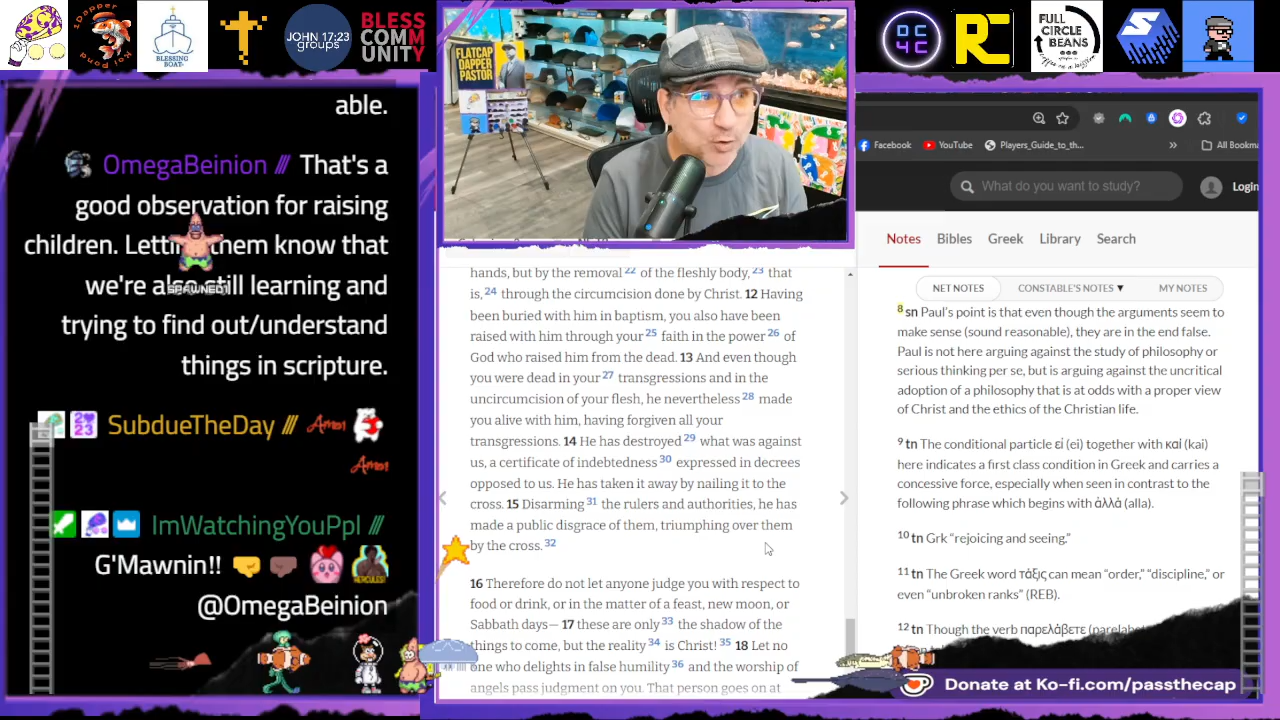 JOHN 17:23
groups
BLESS
COMM
UNITY
BLESSING BOAT
1Dapper
Koi Pond
FLATCAP
DAPPER
PASTOR
OC
4C
RC
FULL
CIRCLE
BEANS
able.
OmegaBeinion /// That's a
good observation for raising
children. Letting them know that
we're also still learning and
SPAWNED1
trying to find out/understand
things in scripture.
SubdueTheDay //
Amen
Amen
ImWatchingYouPpl ///
G'Mawnin!!
HERCULES!
@OmegaBeinion
hands, but by the removal 22 of the fleshly body, 23 that
is, 24 through the circumcision done by Christ. 12 Having
been buried with him in baptism, you also have been
raised with him through your 25 faith in the power 26 of
God who raised him from the dead. 13 And even though
you were dead in your 27 transgressions and in the
uncircumcision of your flesh, he nevertheless 28 made
you alive with him, having forgiven all your
transgressions. 14 He has destroyed 29 what was against
us, a certificate of indebtedness 30 expressed in decrees
opposed to us. He has taken it away by nailing it to the
cross. 15 Disarming 31 the rulers and authorities, he has
made a public disgrace of them, triumphing over them
by the cross. 32
16 Therefore do not let anyone judge you with respect to
food or drink, or in the matter of a feast, new moon, or
Sabbath days— 17 these are only 33 the shadow of the
things to come, but the reality 34 is Christ! 35 18 Let no
one who delights in false humility 36 and the worship of
angels pass judgment on you. That person goes on at
Facebook YouTube Players_Guide_to_th... » All Bookma
What do you want to study? Login
Notes Bibles Greek Library Search
NET NOTES CONSTABLE'S NOTES ▼ MY NOTES
8 sn Paul's point is that even though the arguments seem to
make sense (sound reasonable), they are in the end false.
Paul is not here arguing against the study of philosophy or
serious thinking per se, but is arguing against the uncritical
adoption of a philosophy that is at odds with a proper view
of Christ and the ethics of the Christian life.
9 tn The conditional particle εἰ (ei) together with καί (kai)
here indicates a first class condition in Greek and carries a
concessive force, especially when seen in contrast to the
following phrase which begins with ἀλλά (alla).
10 tn Grk "rejoicing and seeing."
11 tn The Greek word τάξις can mean "order," "discipline," or
even "unbroken ranks" (REB).
12 tn Though the verb παρελάβετε
Donate at Ko-fi.com/passthecap